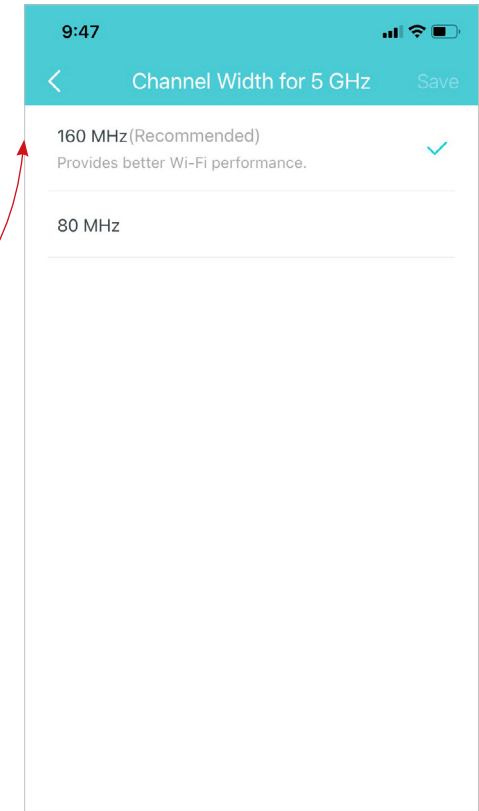 9:47
Channel Width for 5 GHz
Save
160 MHz(Recommended)
Provides better Wi-Fi performance.
80 MHz